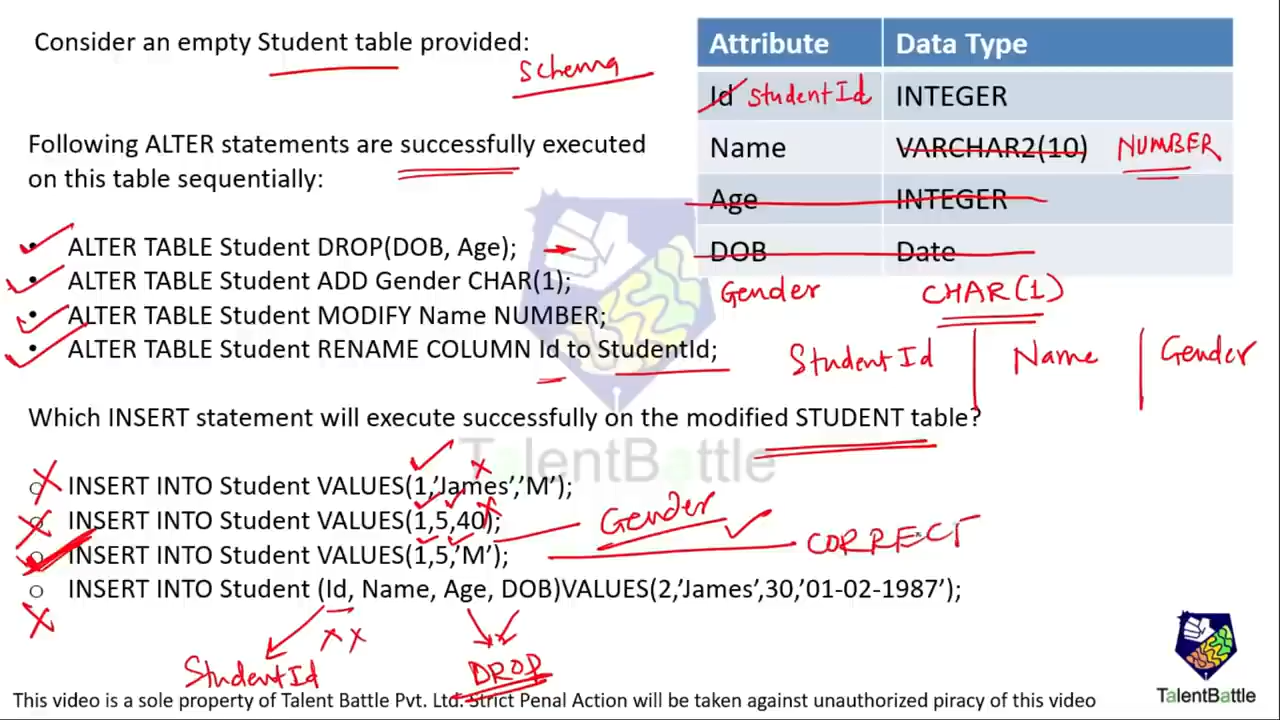 Consider an empty Student table provided:
Schema
Following ALTER statements are successfully executed
on this table sequentially:
• ALTER TABLE Student DROP(DOB, Age);
• ALTER TABLE Student ADD Gender CHAR(1);
• ALTER TABLE Student MODIFY Name NUMBER;
• ALTER TABLE Student RENAME COLUMN Id to StudentId;
Attribute Data Type
Id StudentId INTEGER
Name VARCHAR2(10) NUMBER
Age INTEGER
DOB Date
Gender CHAR(1)
StudentId Name Gender
Which INSERT statement will execute successfully on the modified STUDENT table?
TalentBattle
INSERT INTO Student VALUES(1,’James’,’M’);
INSERT INTO Student VALUES(1,5,40);
Gender
INSERT INTO Student VALUES(1,5,’M’);
CORRECT
INSERT INTO Student (Id, Name, Age, DOB)VALUES(2,’James’,30,’01-02-1987’);
StudentId DROP
This video is a sole property of Talent Battle Pvt. Ltd. Strict Penal Action will be taken against unauthorized piracy of this video
TalentBattle